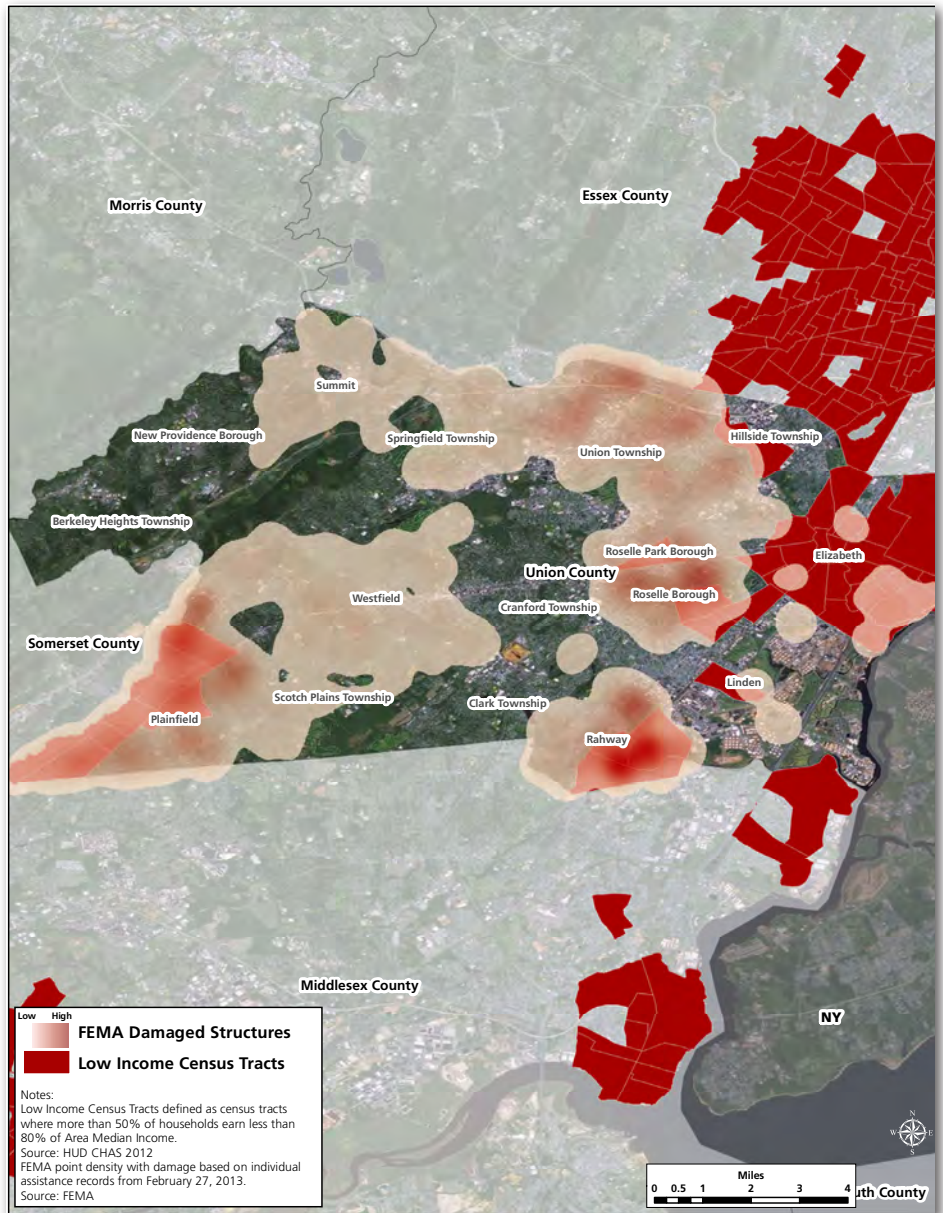 Morris County
Essex County
Summit
New Providence Borough
Springfield Township
Union Township
Hillside Township
Berkeley Heights Township
Roselle Park Borough
Elizabeth
Union County
Westfield
Roselle Borough
Cranford Township
Somerset County
Linden
Scotch Plains Township
Clark Township
Plainfield
Rahway
Middlesex County
NY
Low High
FEMA Damaged Structures
Low Income Census Tracts
Notes:
Low Income Census Tracts defined as census tracts
where more than 50% of households earn less than
80% of Area Median Income.
Source: HUD CHAS 2012
FEMA point density with damage based on individual
assistance records from February 27, 2013.
Source: FEMA
N
W E
S
Miles
0 0.5 1 2 3 4
uth County